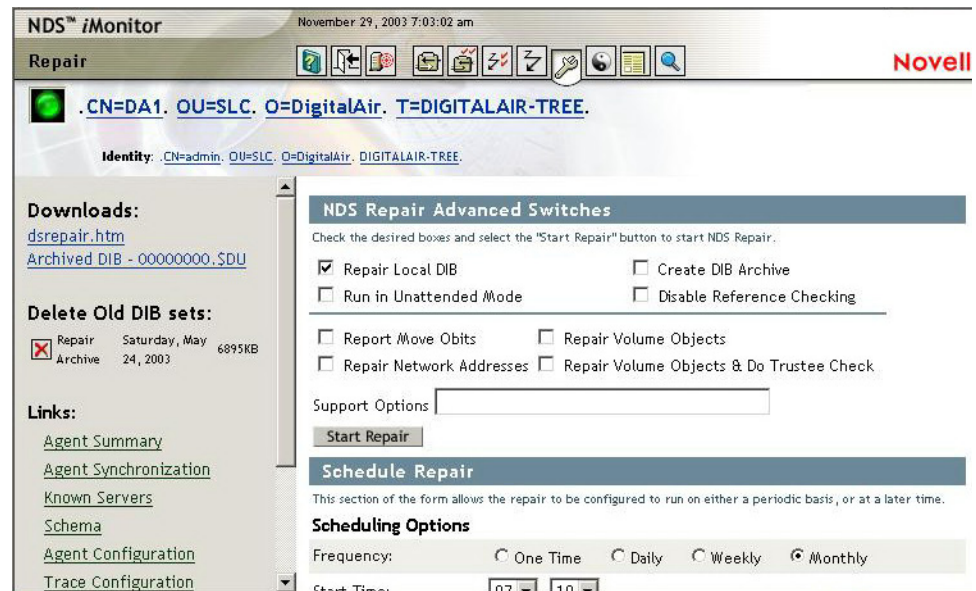 NDS™ iMonitor
November 29, 2003 7:03:02 am
Repair
Novell
.CN=DA1. OU=SLC. O=DigitalAir. T=DIGITALAIR-TREE.
Identity: .CN=admin. OU=SLC. O=DigitalAir. DIGITALAIR-TREE.
Downloads:
dsrepair.htm
Archived DIB - 00000000.$DU
Delete Old DIB sets:
Repair Archive Saturday, May 24, 2003 6895KB
Links:
Agent Summary
Agent Synchronization
Known Servers
Schema
Agent Configuration
Trace Configuration
NDS Repair Advanced Switches
Check the desired boxes and select the "Start Repair" button to start NDS Repair.
Repair Local DIB Create DIB Archive
Run in Unattended Mode Disable Reference Checking
Report Move Obits Repair Volume Objects
Repair Network Addresses Repair Volume Objects & Do Trustee Check
Support Options
Start Repair
Schedule Repair
This section of the form allows the repair to be configured to run on either a periodic basis, or at a later time.
Scheduling Options
Frequency: One Time Daily Weekly Monthly
Start Time: 07